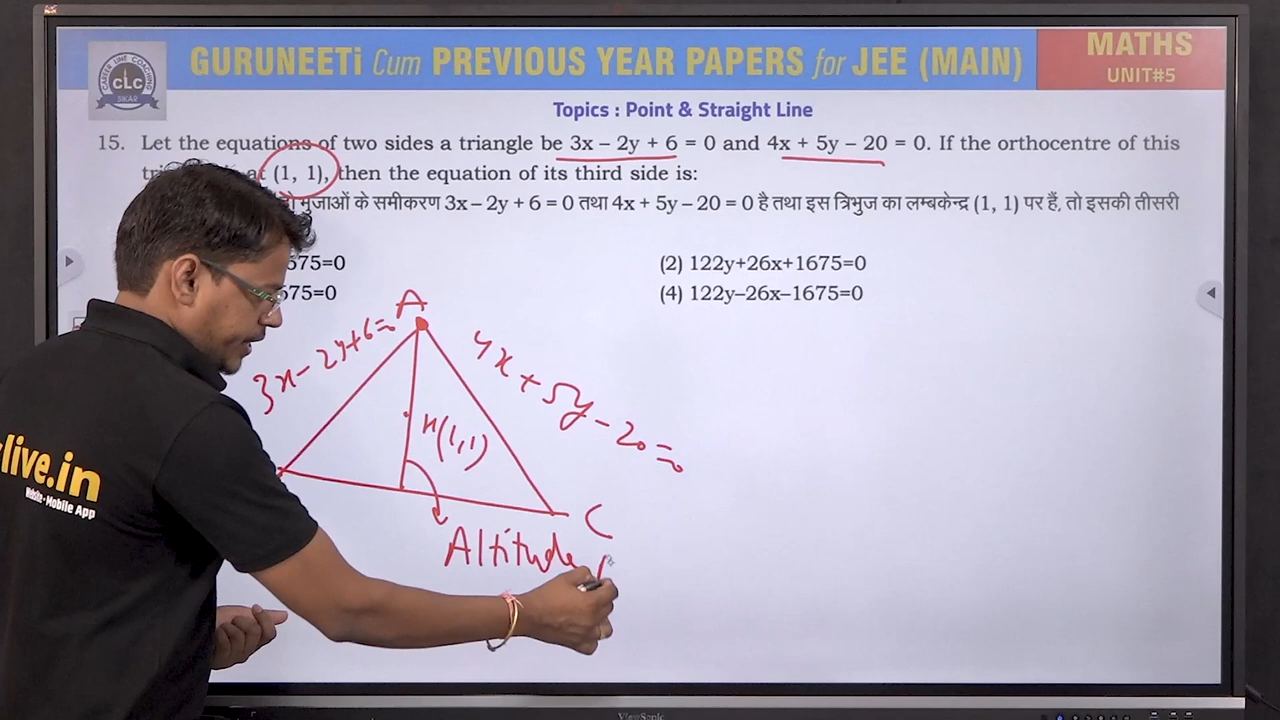 GURUNEETi Cum PREVIOUS YEAR PAPERS for JEE (MAIN)
MATHS
UNIT#5
CLC
SIKAR
Topics : Point & Straight Line
15. Let the equations of two sides a triangle be 3x – 2y + 6 = 0 and 4x + 5y – 20 = 0. If the orthocentre of this
(1, 1), then the equation of its third side is:
भुजाओं के समीकरण 3x – 2y + 6 = 0 तथा 4x + 5y – 20 = 0 है तथा इस त्रिभुज का लम्बकेन्द्र (1, 1) पर हैं, तो इसकी तीसरी
675=0
(2) 122y+26x+1675=0
675=0
(4) 122y–26x–1675=0
A
3x-2y+6=0
4x+5y-20=0
H(1,1)
C
Altitude
live.in
Website • Mobile App
ViewSonic